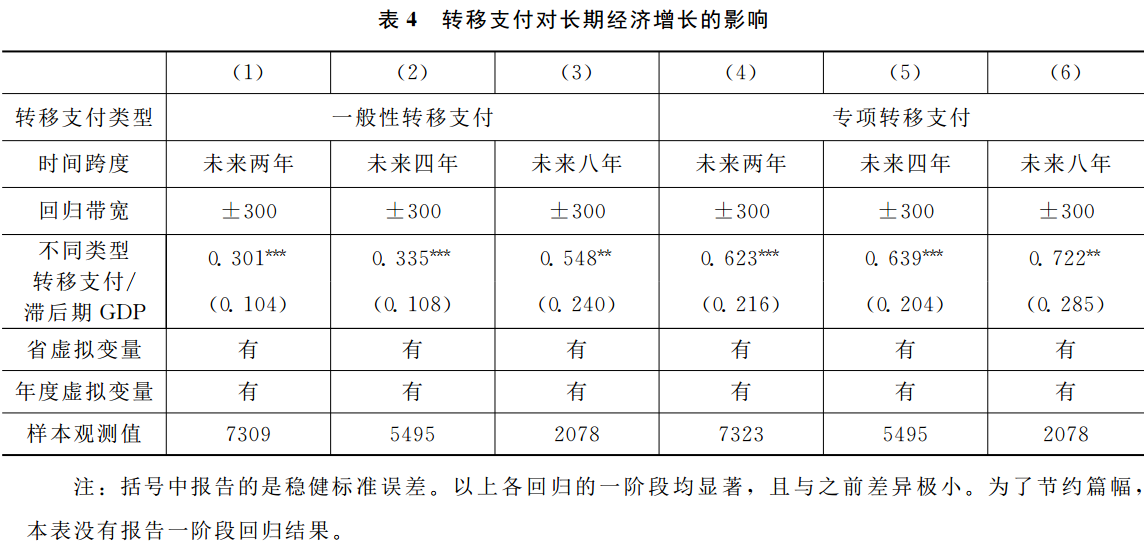 表 4 转移支付对长期经济增长的影响
(1) (2) (3) (4) (5) (6)
转移支付类型 一般性转移支付 专项转移支付
时间跨度 未来两年 未来四年 未来八年 未来两年 未来四年 未来八年
回归带宽 ±300 ±300 ±300 ±300 ±300 ±300
不同类型
转移支付/
滞后期 GDP
0.301*** 0.335*** 0.548** 0.623*** 0.639*** 0.722**
(0.104) (0.108) (0.240) (0.216) (0.204) (0.285)
省虚拟变量 有 有 有 有 有 有
年度虚拟变量 有 有 有 有 有 有
样本观测值 7309 5495 2078 7323 5495 2078
注：括号中报告的是稳健标准误差。以上各回归的一阶段均显著，且与之前差异极小。为了节约篇幅，
本表没有报告一阶段回归结果。